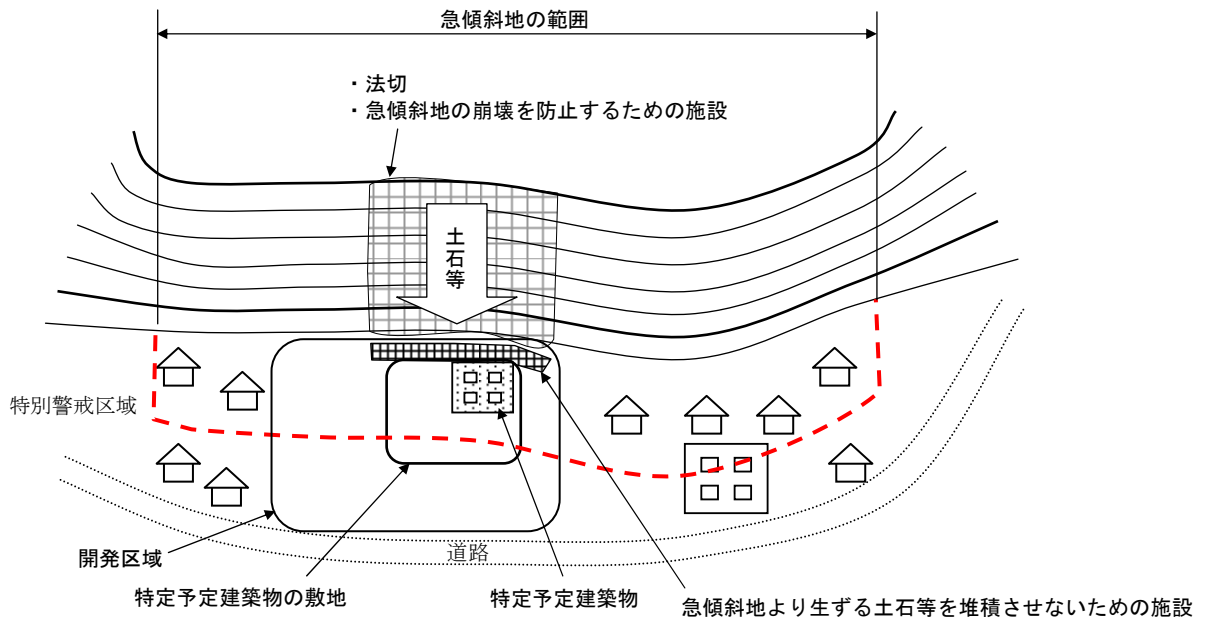 急傾斜地の範囲
・法切
・急傾斜地の崩壊を防止するための施設
土石等
特別警戒区域
道路
開発区域
特定予定建築物の敷地
特定予定建築物
急傾斜地より生ずる土石等を堆積させないための施設